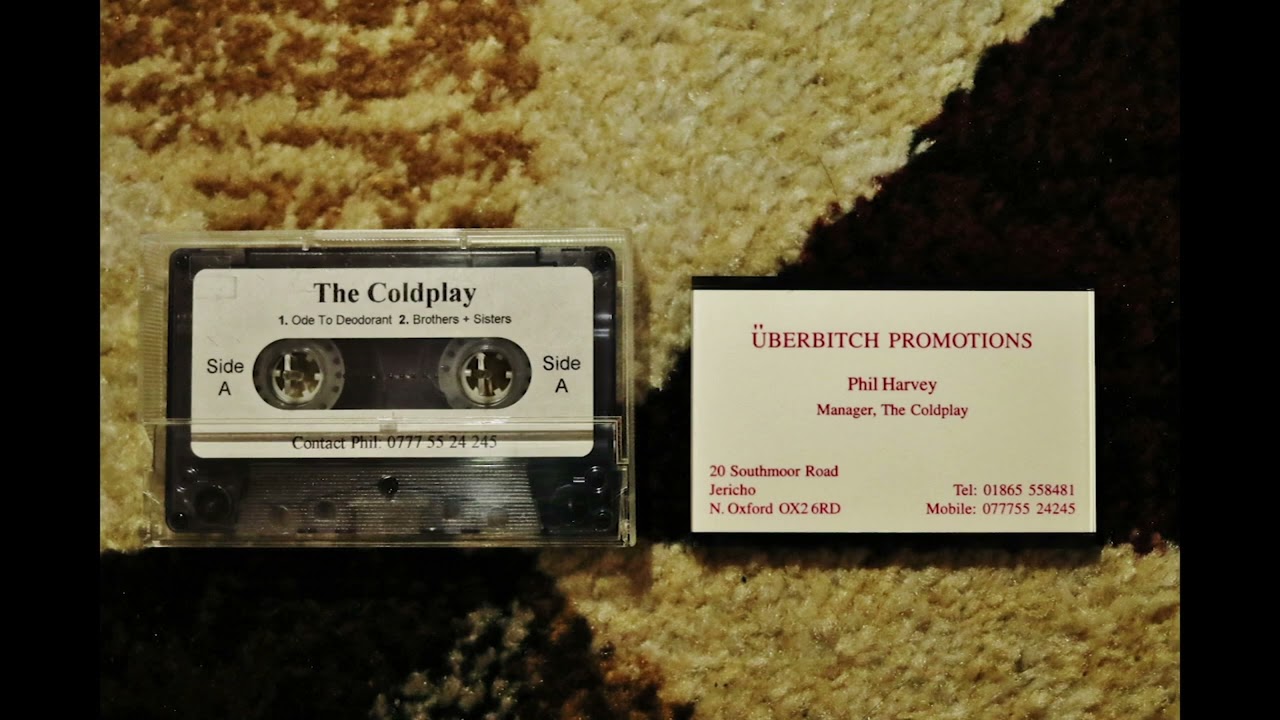 The Coldplay
1. Ode To Deodorant 2. Brothers + Sisters
Side A
Side A
Contact Phil: 0777 55 24 245
ÜBERBITCH PROMOTIONS
Phil Harvey
Manager, The Coldplay
20 Southmoor Road
Jericho
N. Oxford OX2 6RD
Tel: 01865 558481
Mobile: 077755 24245